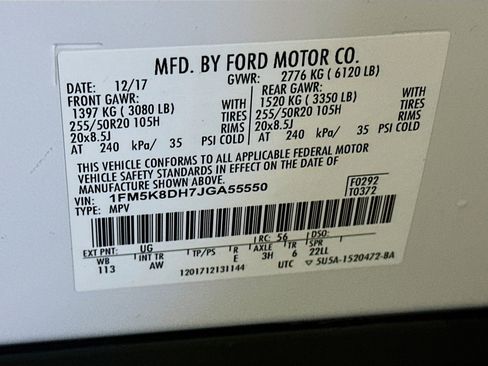 MFD. BY FORD MOTOR CO.
DATE: 12/17 GVWR: 2776 KG ( 6120 LB)
FRONT GAWR: REAR GAWR:
1397 KG ( 3080 LB) WITH 1520 KG ( 3350 LB) WITH
255/50R20 105H TIRES 255/50R20 105H TIRES
20x8.5J RIMS 20x8.5J RIMS
AT 240 kPa/ 35 PSI COLD AT 240 kPa/ 35 PSI COLD
THIS VEHICLE CONFORMS TO ALL APPLICABLE FEDERAL MOTOR
VEHICLE SAFETY STANDARDS IN EFFECT ON THE DATE OF
MANUFACTURE SHOWN ABOVE.
VIN: 1FM5K8DH7JGA55550 F0292
TYPE: MPV T0372
EXT PNT: UG RC: 56 DSO:
WB INT TR TP/PS R AXLE TR SPR
113 AW E 3H 6 22LL
1201712131144 UTC ▽5U5A-1520472-BA